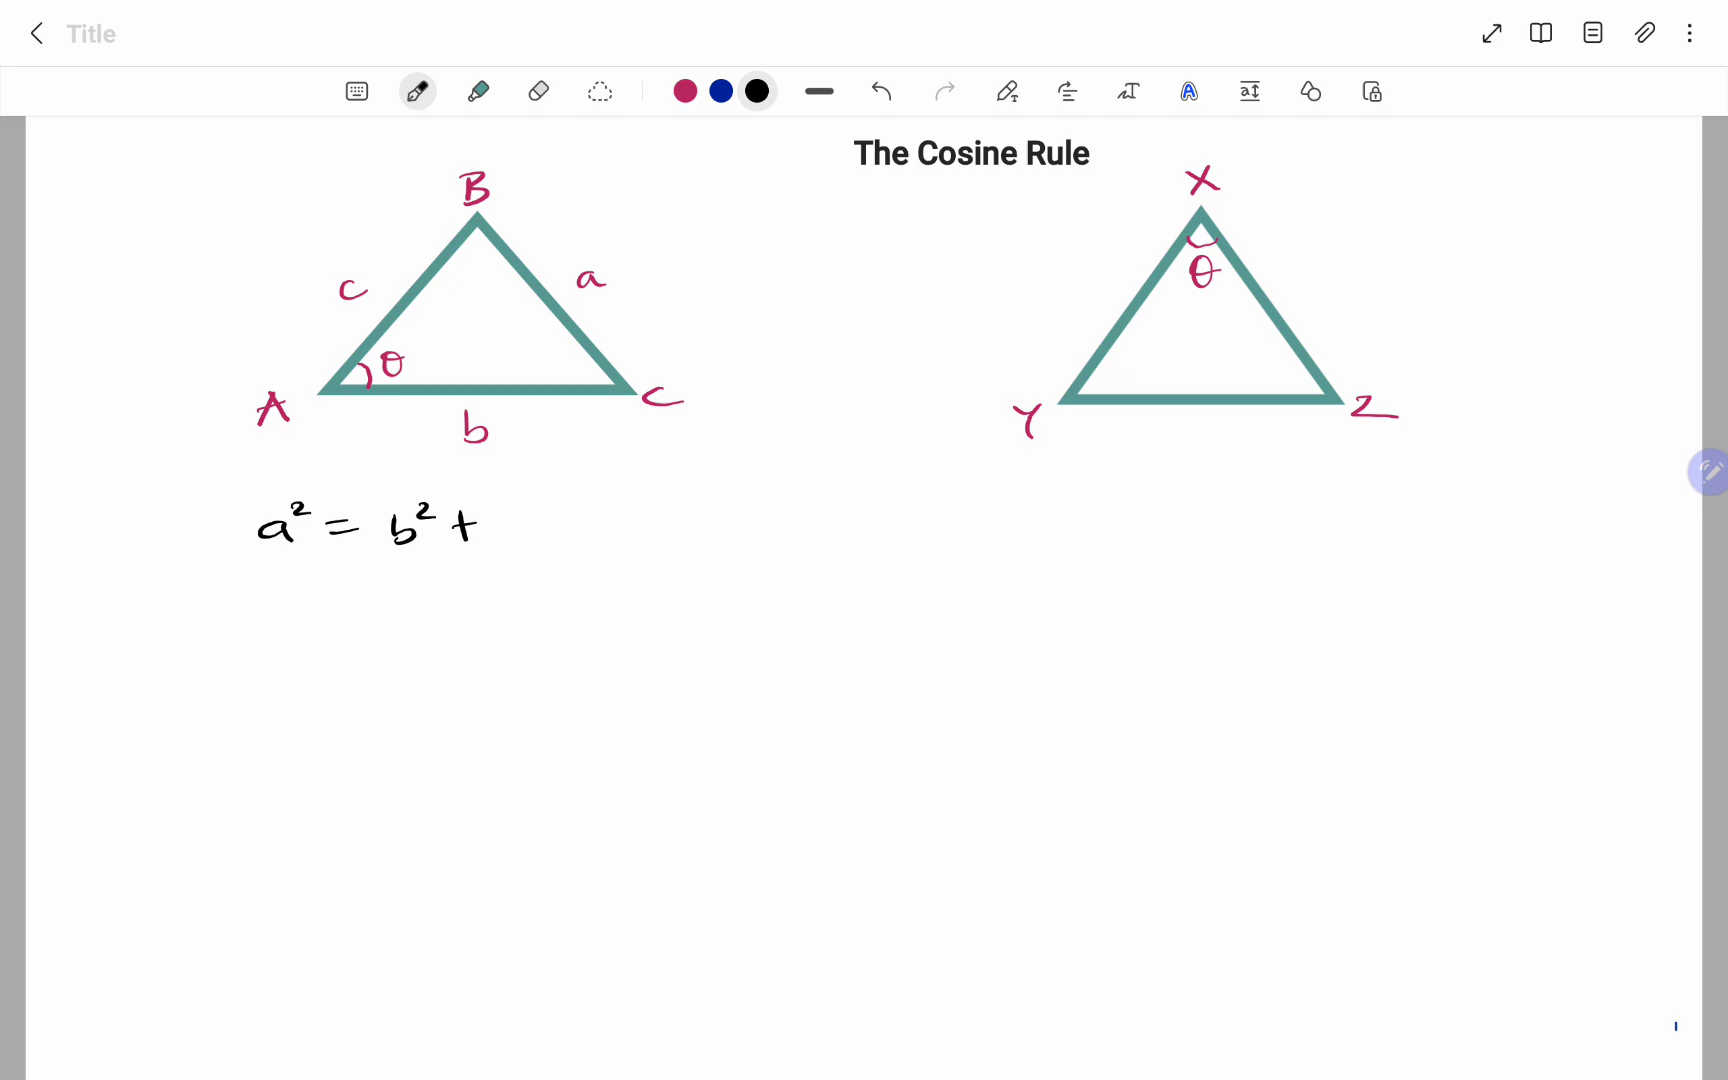 Title
The Cosine Rule
B
c
a
θ
A
b
C
X
θ
Y
Z
a² = b² +